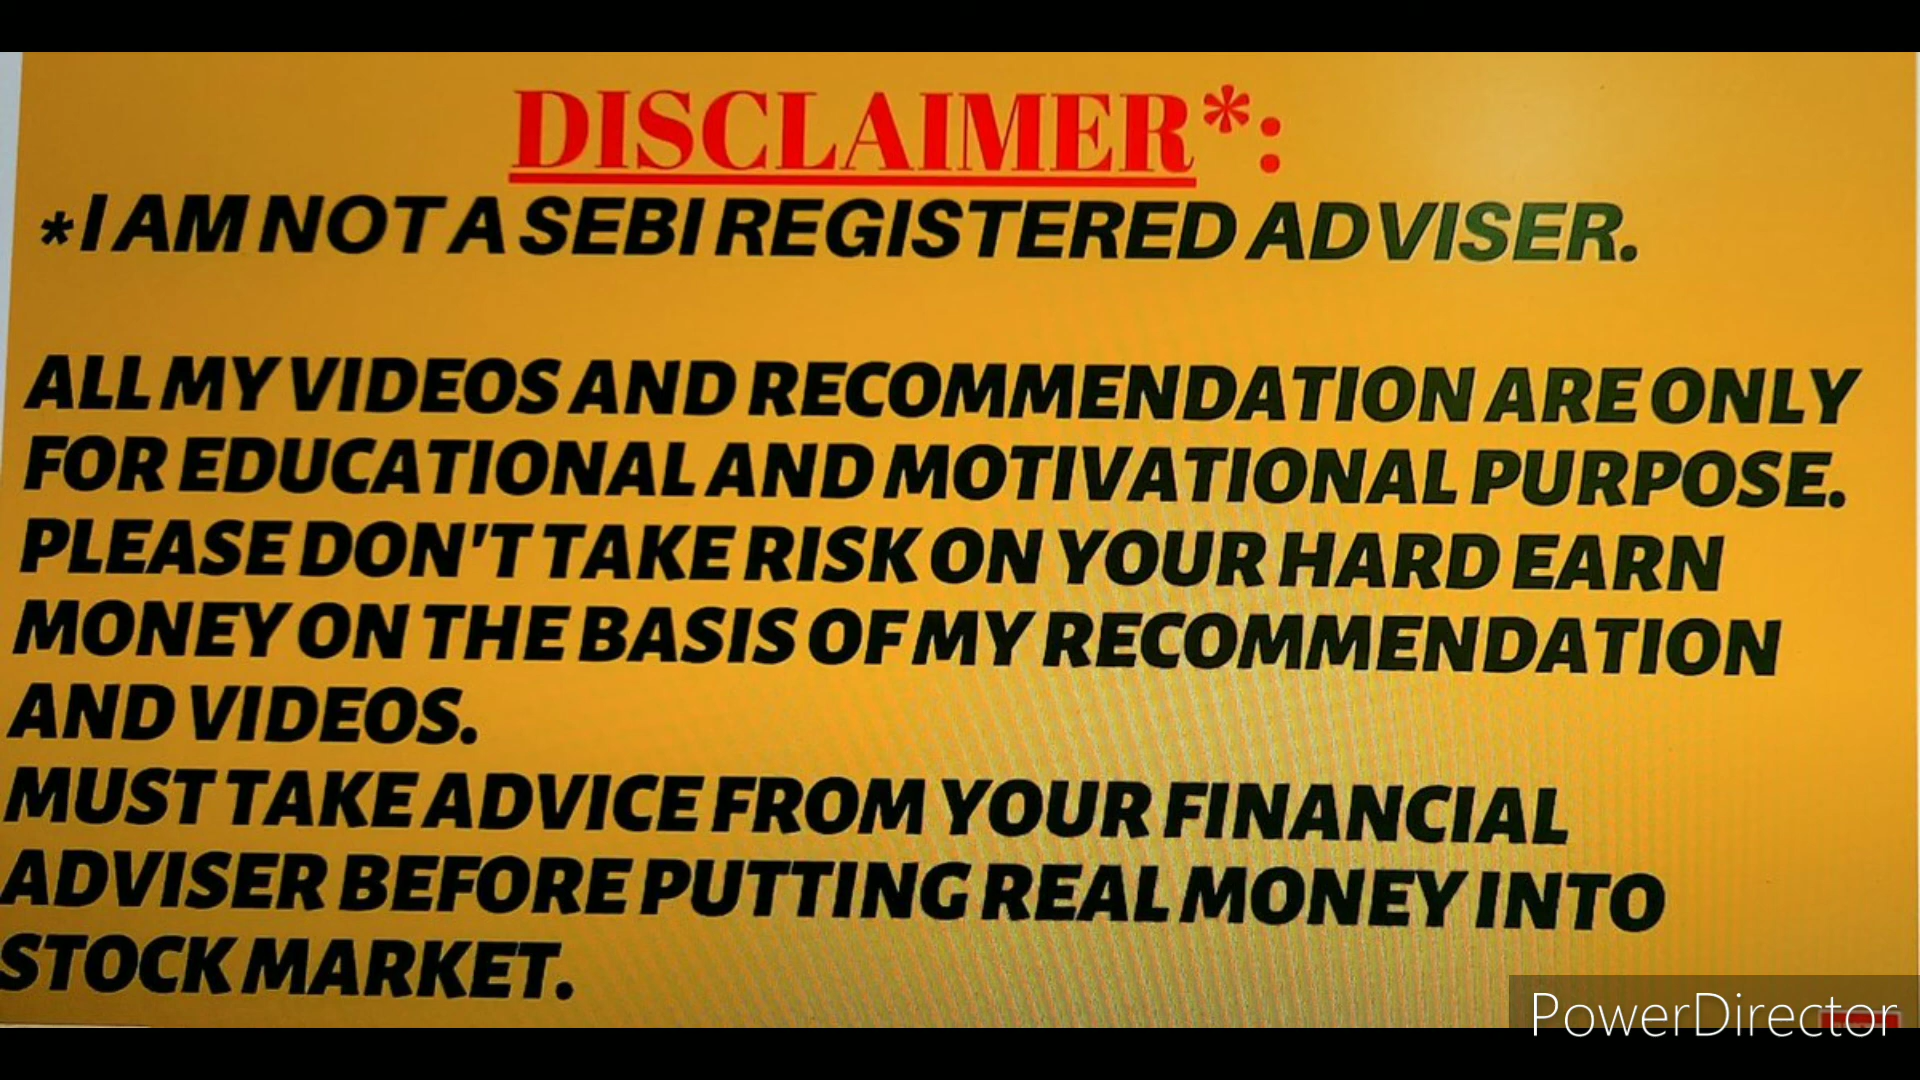 DISCLAIMER*:
*I AM NOT A SEBI REGISTERED ADVISER.
ALL MY VIDEOS AND RECOMMENDATION ARE ONLY
FOR EDUCATIONAL AND MOTIVATIONAL PURPOSE.
PLEASE DON'T TAKE RISK ON YOUR HARD EARN
MONEY ON THE BASIS OF MY RECOMMENDATION
AND VIDEOS.
MUST TAKE ADVICE FROM YOUR FINANCIAL
ADVISER BEFORE PUTTING REAL MONEY INTO
STOCK MARKET.
PowerDirector